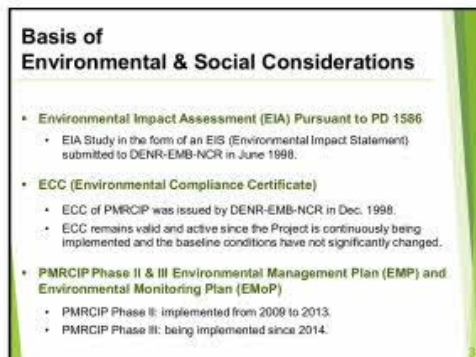 Basis of
Environmental & Social Considerations
• Environmental Impact Assessment (EIA) Pursuant to PD 1586
• EIA Study in the form of an EIS (Environmental Impact Statement)
submitted to DENR-EMB-NCR in June 1998.
• ECC (Environmental Compliance Certificate)
• ECC of PMRCIP was issued by DENR-EMB-NCR in Dec. 1998.
• ECC remains valid and active since the Project is continuously being
implemented and the baseline conditions have not significantly changed.
• PMRCIP Phase II & III Environmental Management Plan (EMP) and
Environmental Monitoring Plan (EMoP)
• PMRCIP Phase II: implemented from 2009 to 2013.
• PMRCIP Phase III: being implemented since 2014.